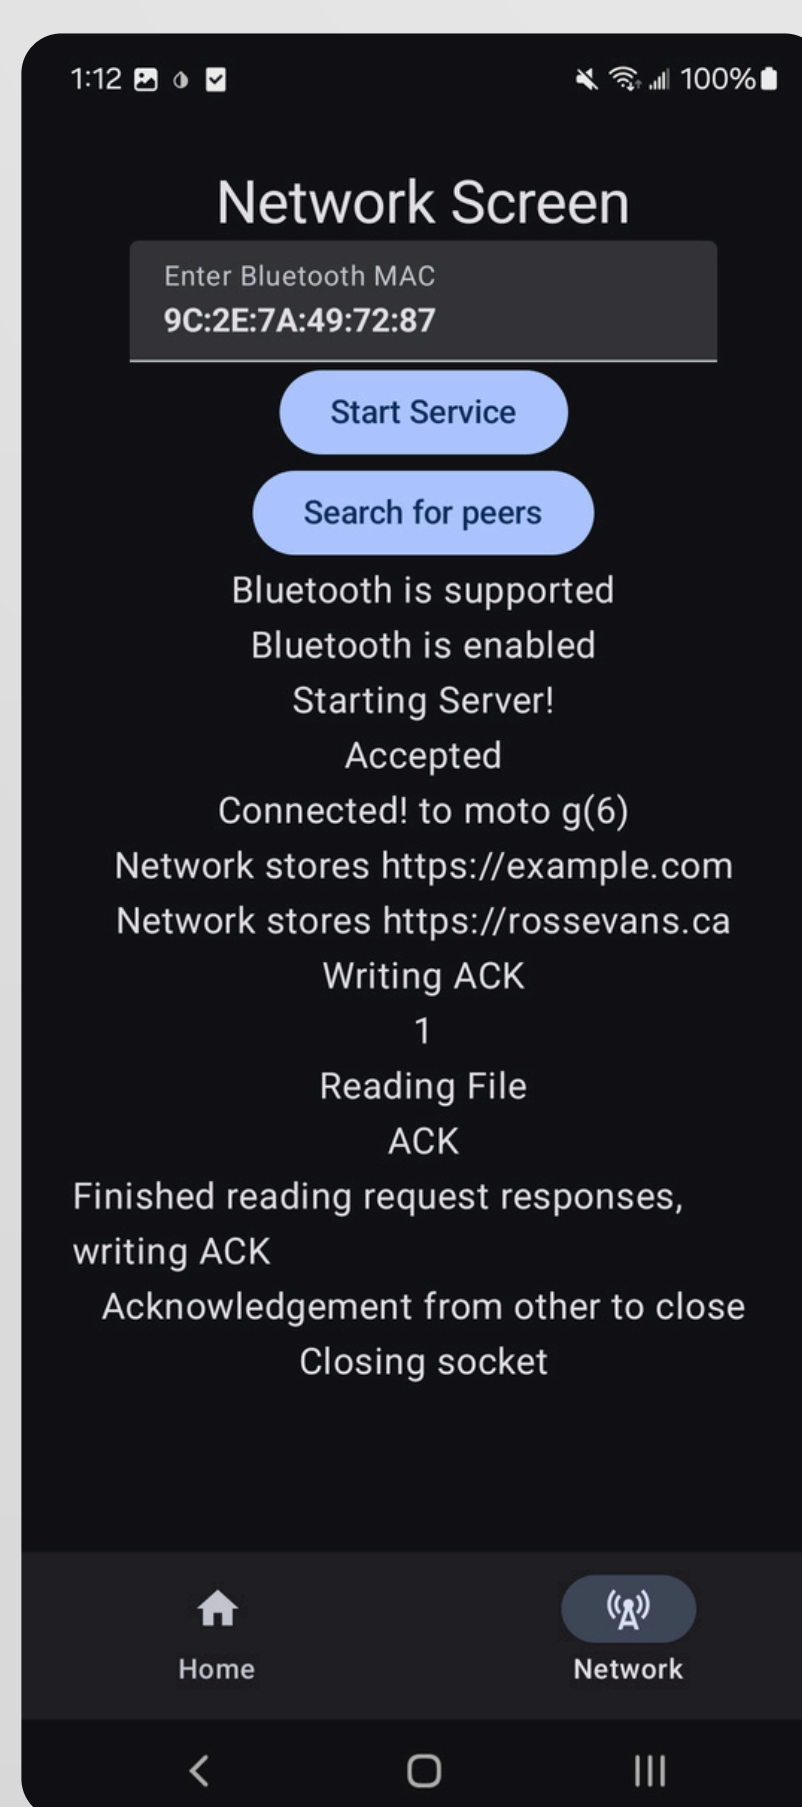 1:12
100%
Network Screen
Enter Bluetooth MAC
9C:2E:7A:49:72:87
Start Service
Search for peers
Bluetooth is supported
Bluetooth is enabled
Starting Server!
Accepted
Connected! to moto g(6)
Network stores https://example.com
Network stores https://rossevans.ca
Writing ACK
1
Reading File
ACK
Finished reading request responses,
writing ACK
Acknowledgement from other to close
Closing socket
Home
Network